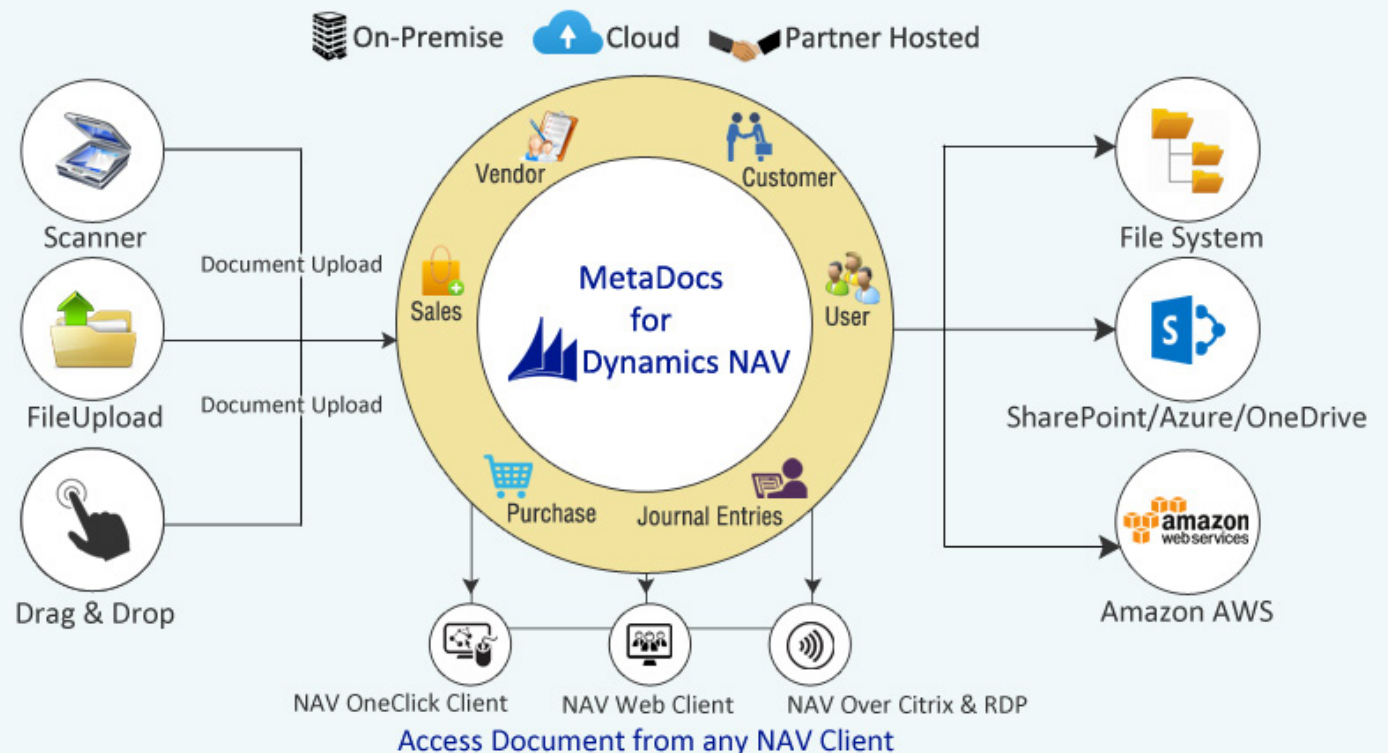 On-Premise
Cloud
Partner Hosted
Scanner
Document Upload
FileUpload
Document Upload
Drag & Drop
Vendor
Customer
Sales
User
Purchase
Journal Entries
MetaDocs
for
Dynamics NAV
File System
S
SharePoint/Azure/OneDrive
amazon
webservices
Amazon AWS
NAV OneClick Client
NAV Web Client
NAV Over Citrix & RDP
Access Document from any NAV Client